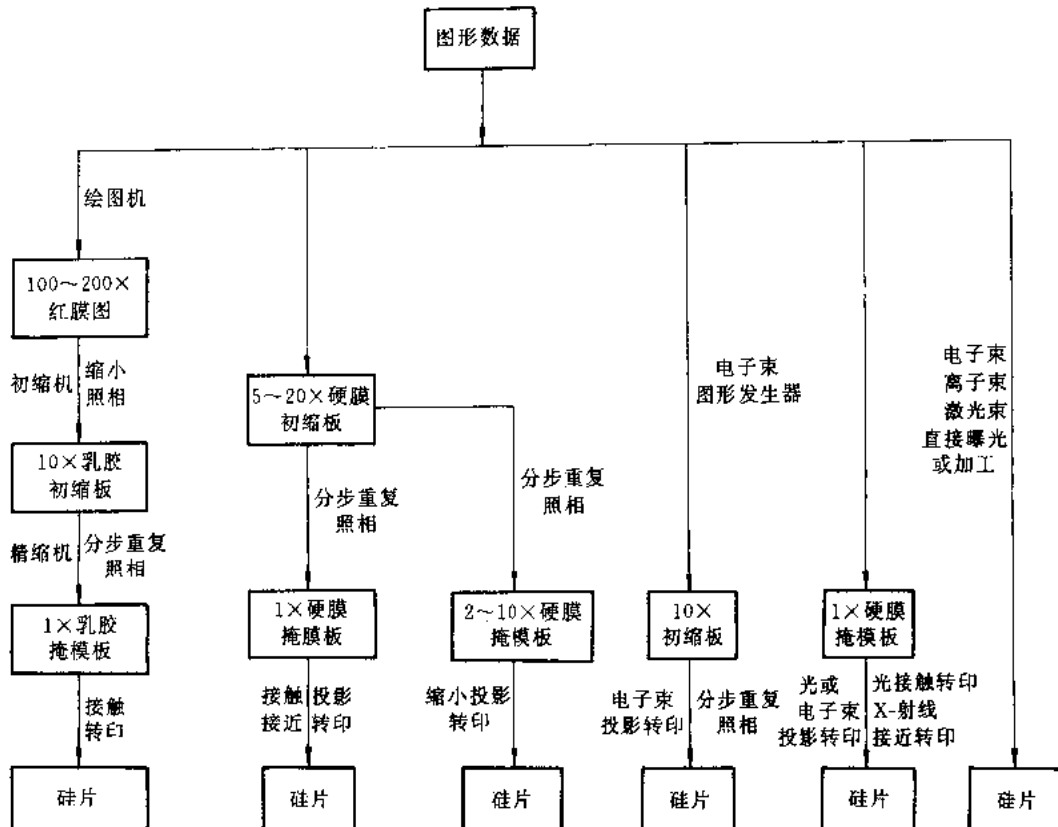 图形数据
绘图机
100～200×
红膜图
初缩机
缩小
照相
10×乳胶
初缩板
精缩机
分步重复
照相
1×乳胶
掩模板
接触
转印
硅片
5～20×硬膜
初缩板
分步重复
照相
1×硬膜
掩膜板
接触
接近
投影
转印
硅片
分步重复
照相
2～10×硬膜
掩模板
缩小投影
转印
硅片
电子束
图形发生器
10×
初缩板
电子束
投影转印
分步重复
照相
硅片
1×硬膜
掩模板
光或
电子束
投影转印
光接触转印
X-射线
接近转印
硅片
电子束
离子束
激光束
直接曝光
或加工
硅片